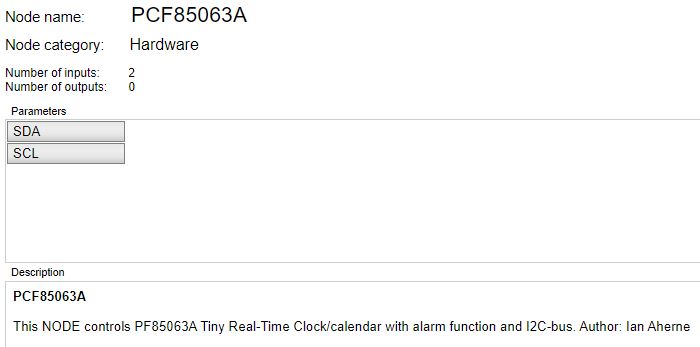 Node name: PCF85063A
Node category: Hardware
Number of inputs: 2
Number of outputs: 0
Parameters
SDA
SCL
Description
PCF85063A
This NODE controls PF85063A Tiny Real-Time Clock/calendar with alarm function and I2C-bus. Author: Ian Aherne